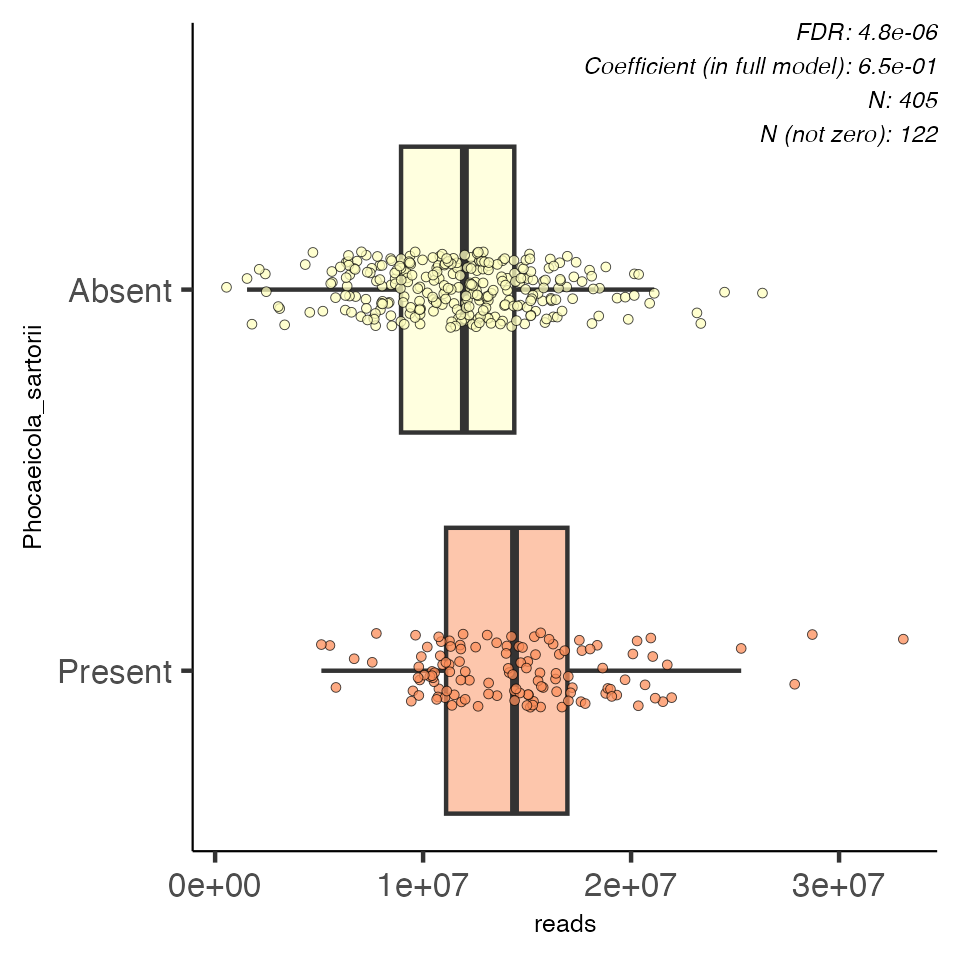 FDR: 4.8e-06
Coefficient (in full model): 6.5e-01
N: 405
N (not zero): 122
Phocaeicola_sartorii
Absent
Present
0e+00 1e+07 2e+07 3e+07
reads